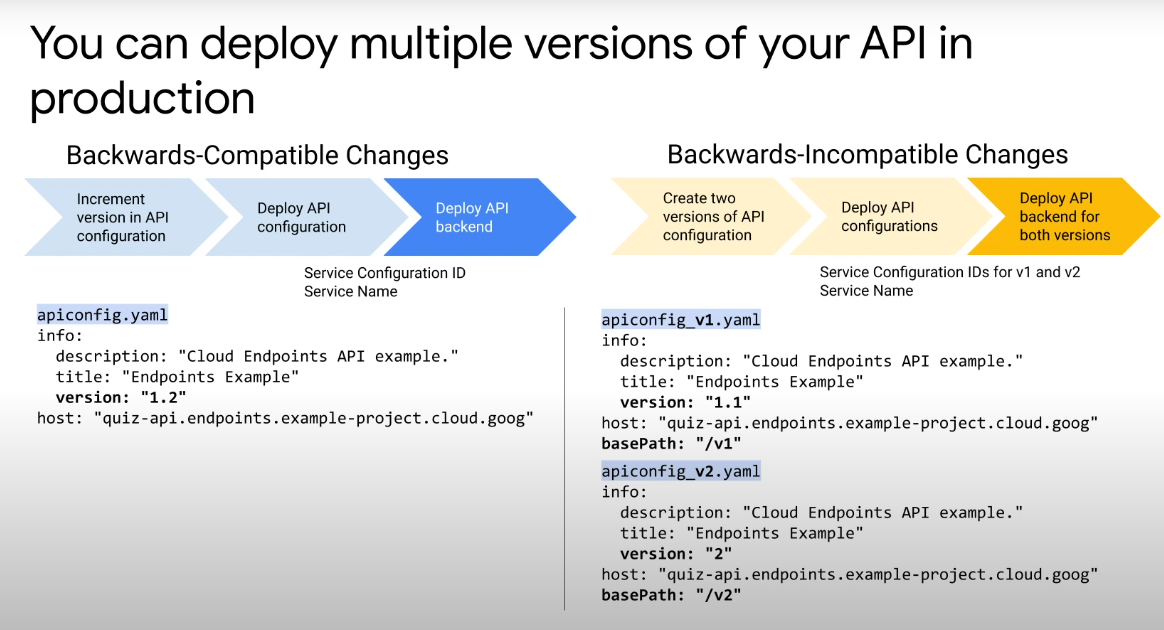 You can deploy multiple versions of your API in
production
Backwards-Compatible Changes
Increment
version in API
configuration
Deploy API
configuration
Deploy API
backend
Service Configuration ID
Service Name
apiconfig.yaml
info:
  description: "Cloud Endpoints API example."
  title: "Endpoints Example"
  version: "1.2"
host: "quiz-api.endpoints.example-project.cloud.goog"
Backwards-Incompatible Changes
Create two
versions of API
configuration
Deploy API
configurations
Deploy API
backend for
both versions
Service Configuration IDs for v1 and v2
Service Name
apiconfig_v1.yaml
info:
  description: "Cloud Endpoints API example."
  title: "Endpoints Example"
  version: "1.1"
host: "quiz-api.endpoints.example-project.cloud.goog"
basePath: "/v1"
apiconfig_v2.yaml
info:
  description: "Cloud Endpoints API example."
  title: "Endpoints Example"
  version: "2"
host: "quiz-api.endpoints.example-project.cloud.goog"
basePath: "/v2"